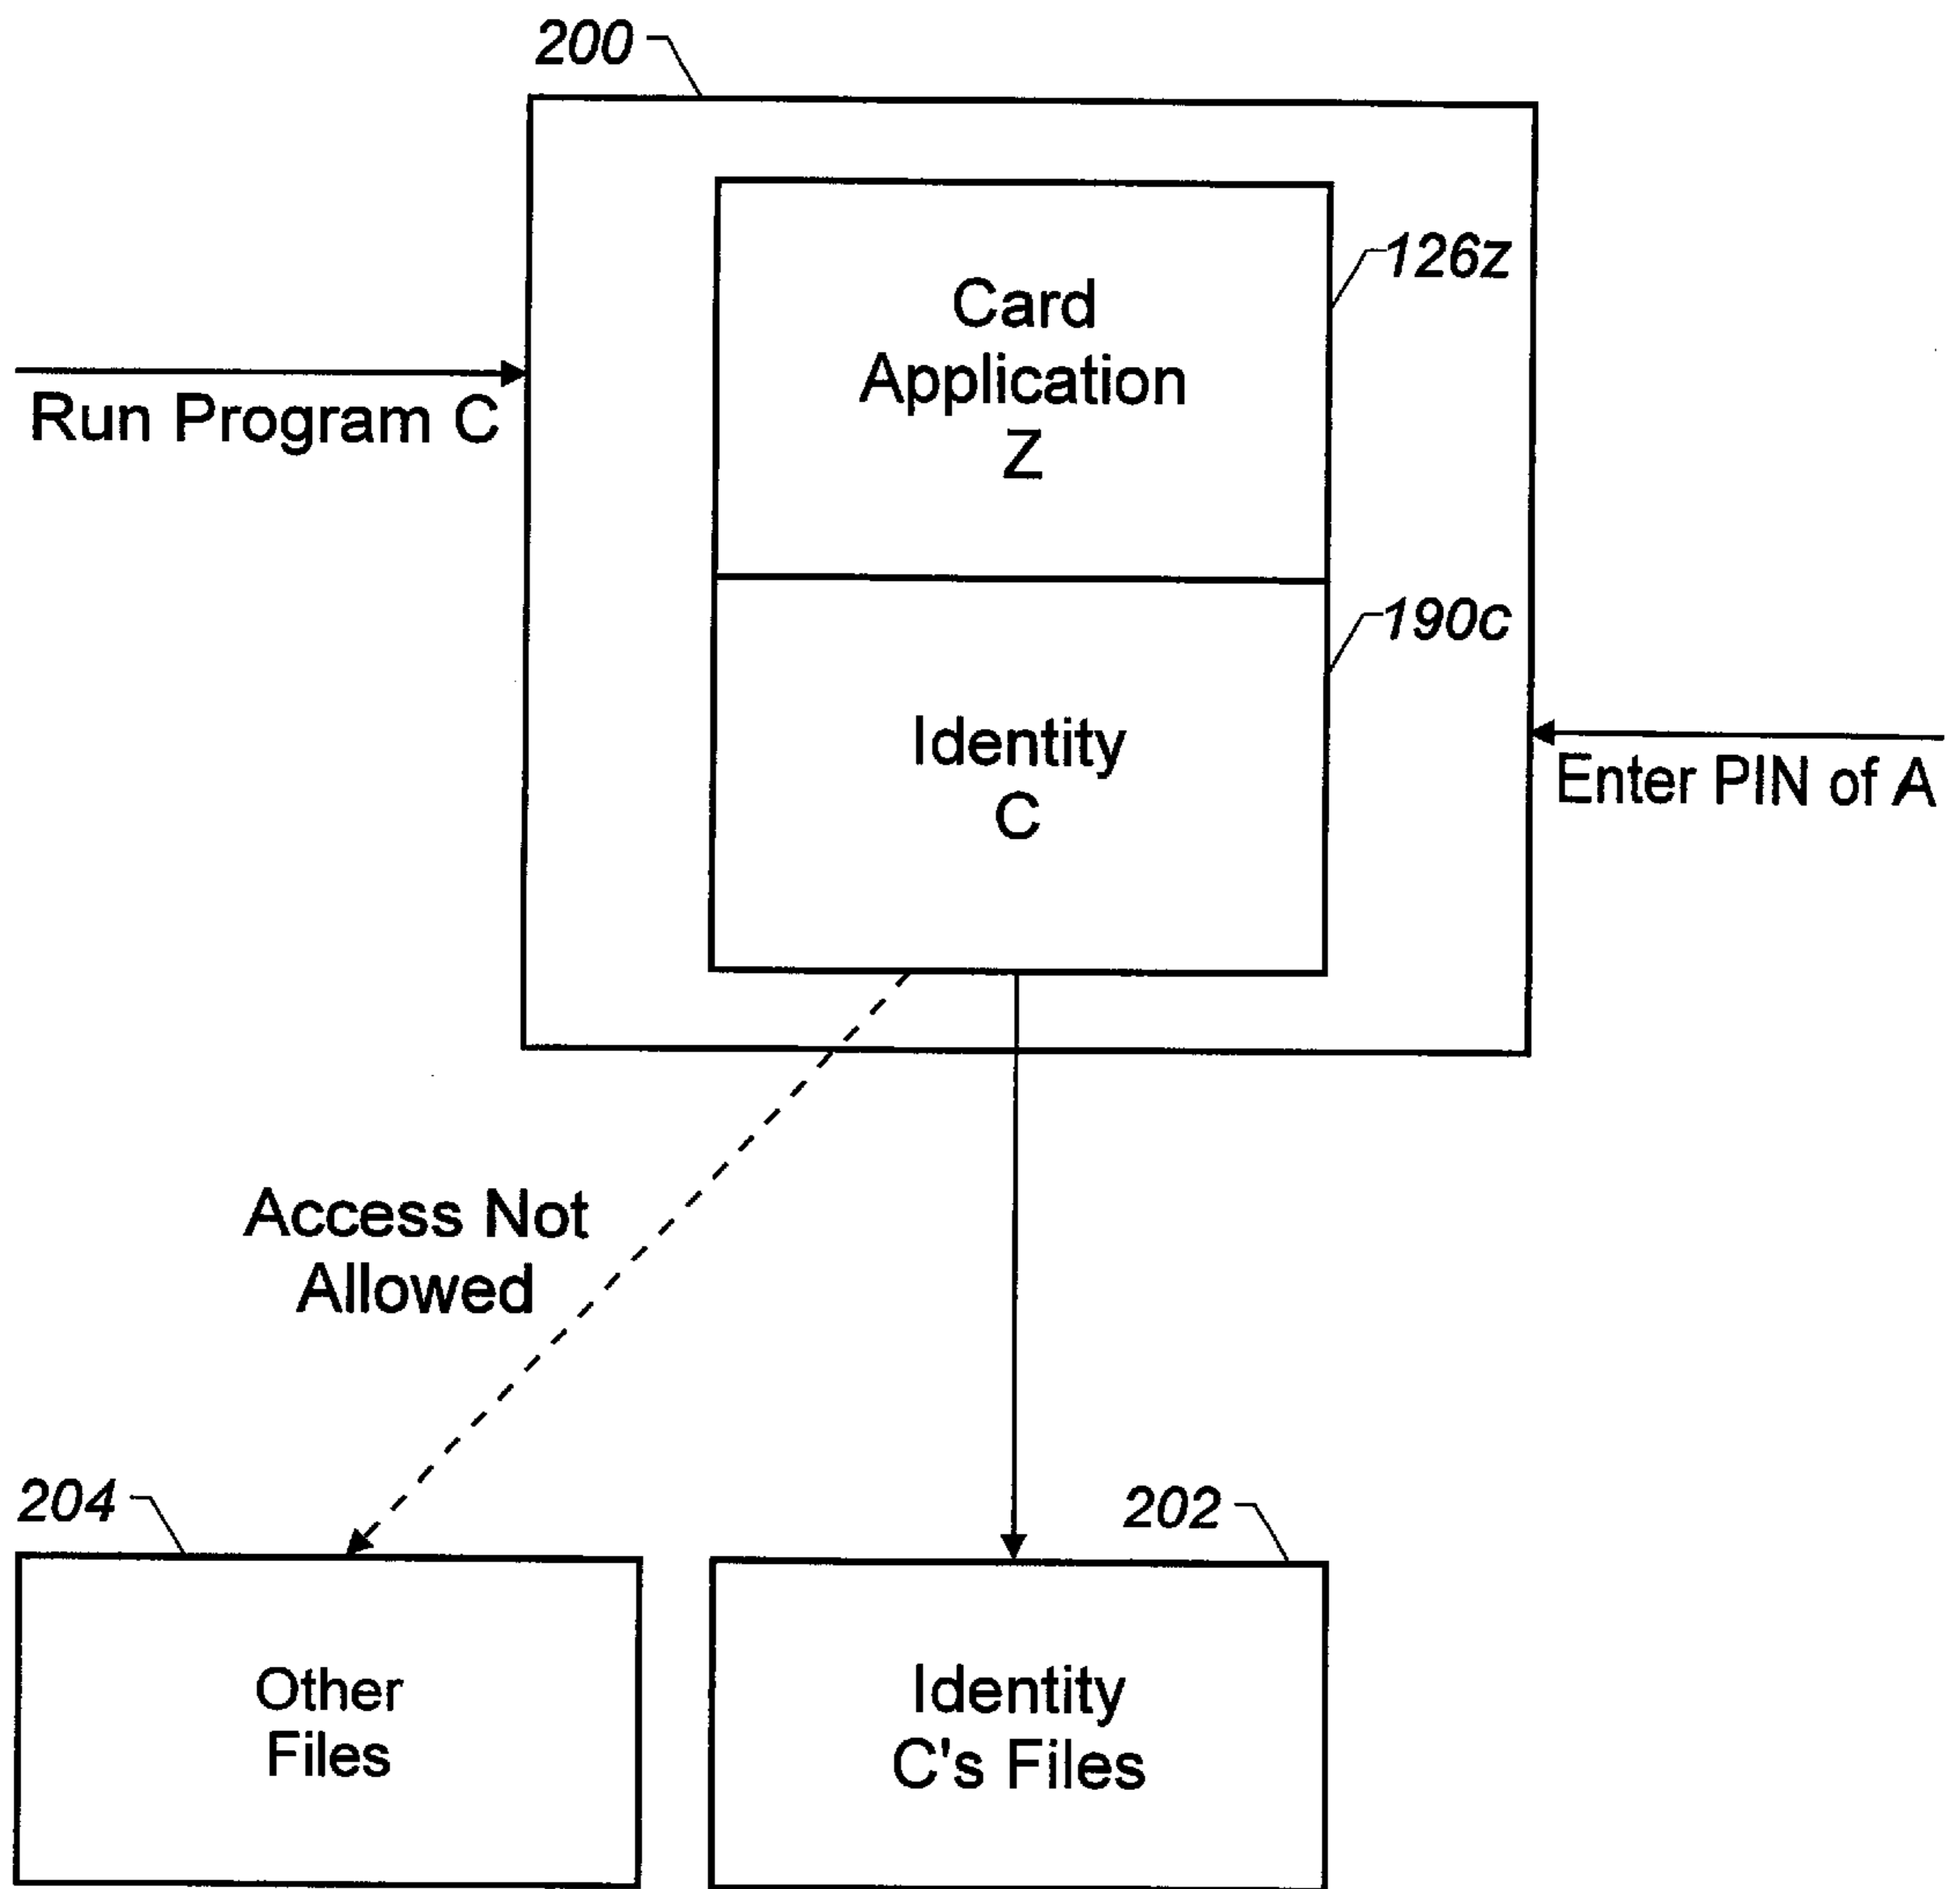 200
126z
Card
Application
Z
Run Program C
190c
Identity
C
Enter PIN of A
Access Not
Allowed
204
202
Other
Files
Identity
C's Files